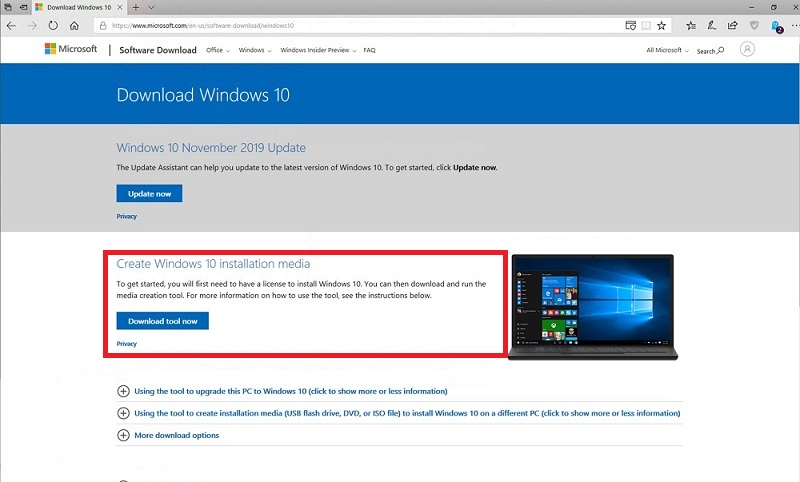 Download Windows 10
https://www.microsoft.com/en-us/software-download/windows10
Microsoft | Software Download Office Windows Windows Insider Preview FAQ All Microsoft Search
Download Windows 10
Windows 10 November 2019 Update
The Update Assistant can help you update to the latest version of Windows 10. To get started, click Update now.
Update now
Privacy
Create Windows 10 installation media
To get started, you will first need to have a license to install Windows 10. You can then download and run the
media creation tool. For more information on how to use the tool, see the instructions below.
Download tool now
Privacy
Using the tool to upgrade this PC to Windows 10 (click to show more or less information)
Using the tool to create installation media (USB flash drive, DVD, or ISO file) to install Windows 10 on a different PC (click to show more or less information)
More download options